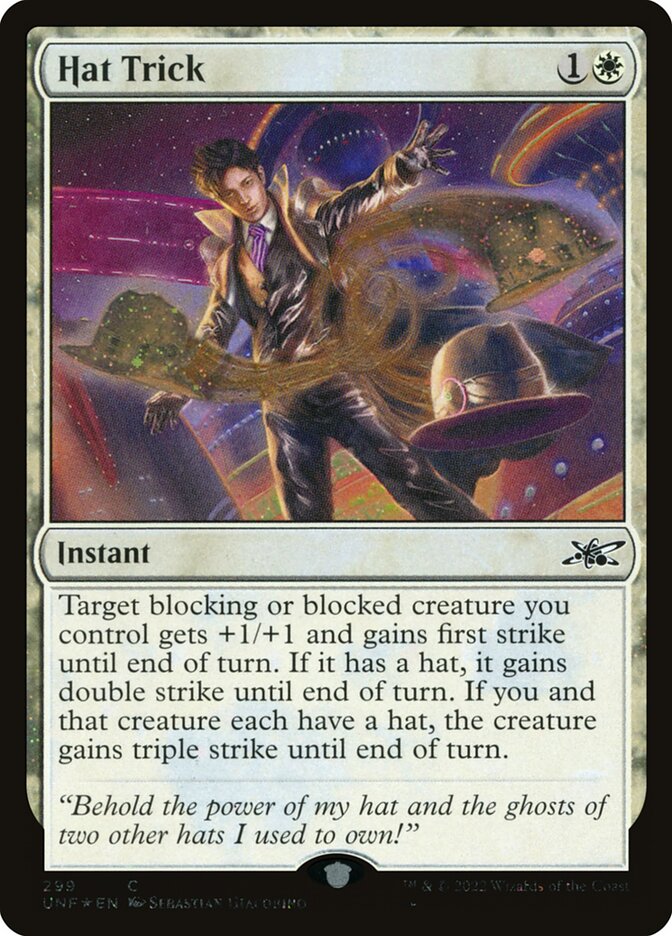 Hat Trick 1
Instant
Target blocking or blocked creature you
control gets +1/+1 and gains first strike
until end of turn. If it has a hat, it gains
double strike until end of turn. If you and
that creature each have a hat, the creature
gains triple strike until end of turn.
“Behold the power of my hat and the ghosts of
two other hats I used to own!”
299 C ™ & © 2022 Wizards of the Coast
UNF★EN Sebastian Giacobino